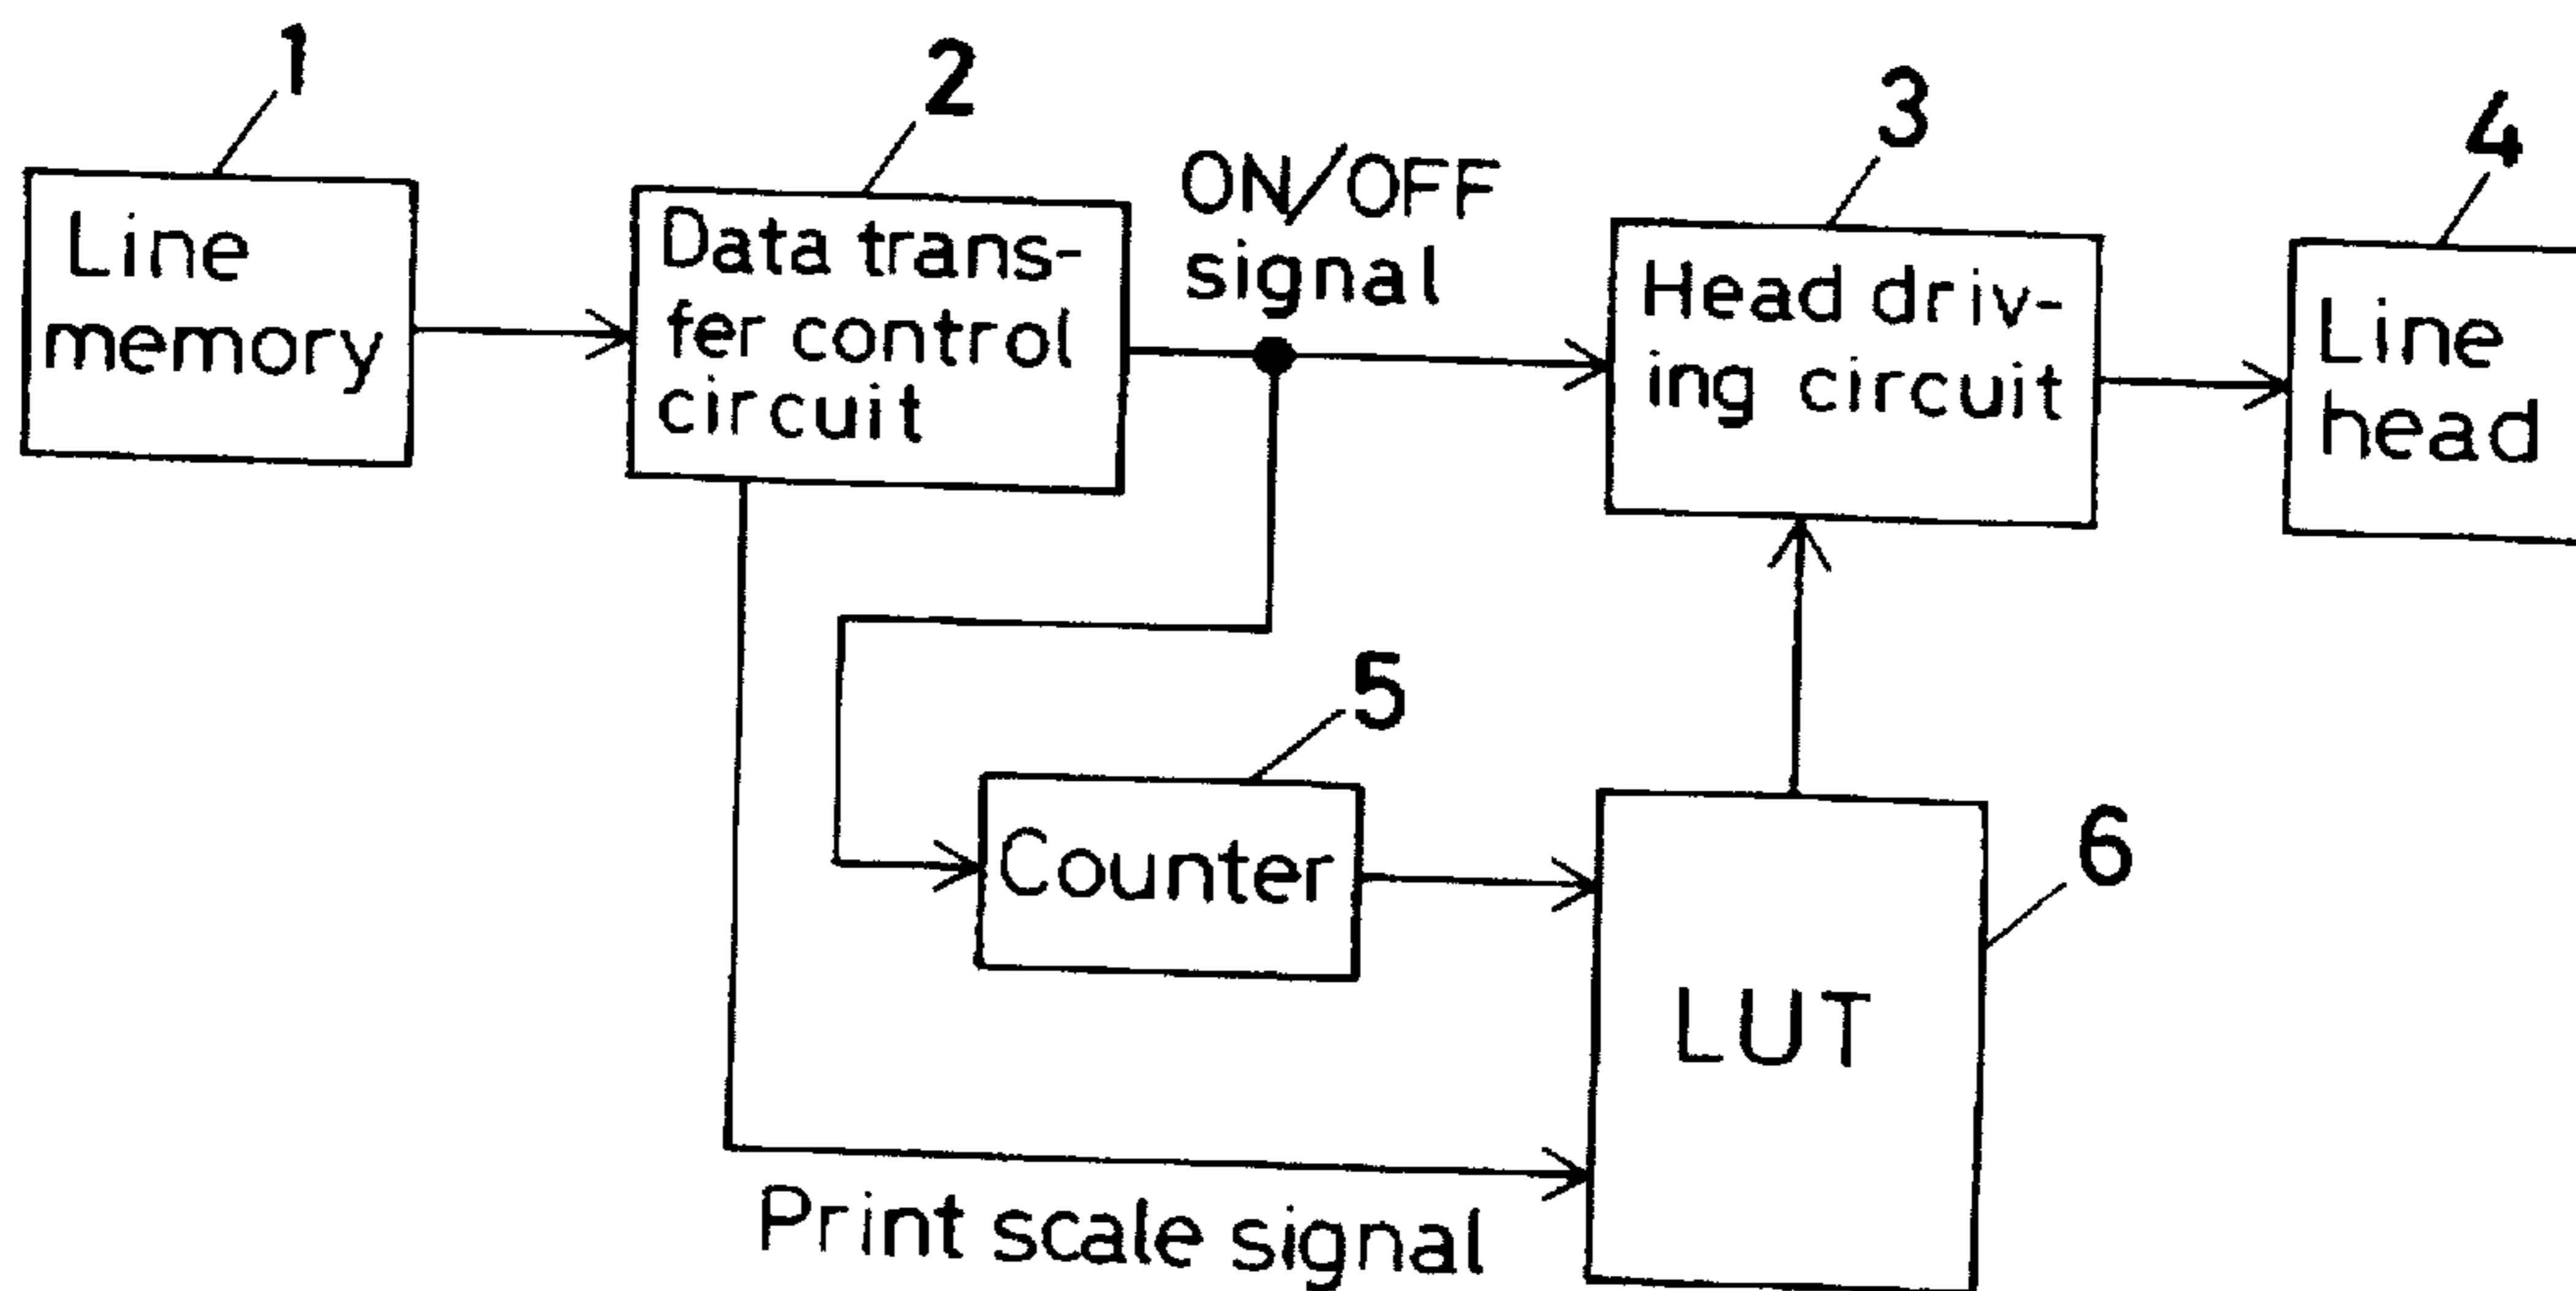 1
2
3
4
Line
memory
Data trans-
fer control
circuit
ON/OFF
signal
Head driv-
ing circuit
Line
head
5
Counter
6
LUT
Print scale signal